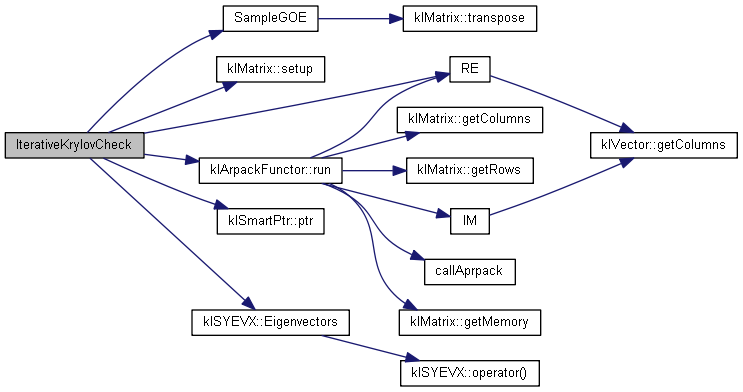 SampleGOE
klMatrix::transpose
klMatrix::setup
RE
klMatrix::getColumns
IterativeKrylovCheck
klVector::getColumns
klArpackFunctor::run
klMatrix::getRows
klSmartPtr::ptr
IM
callAprpack
klSYEVX::Eigenvectors
klMatrix::getMemory
klSYEVX::operator()